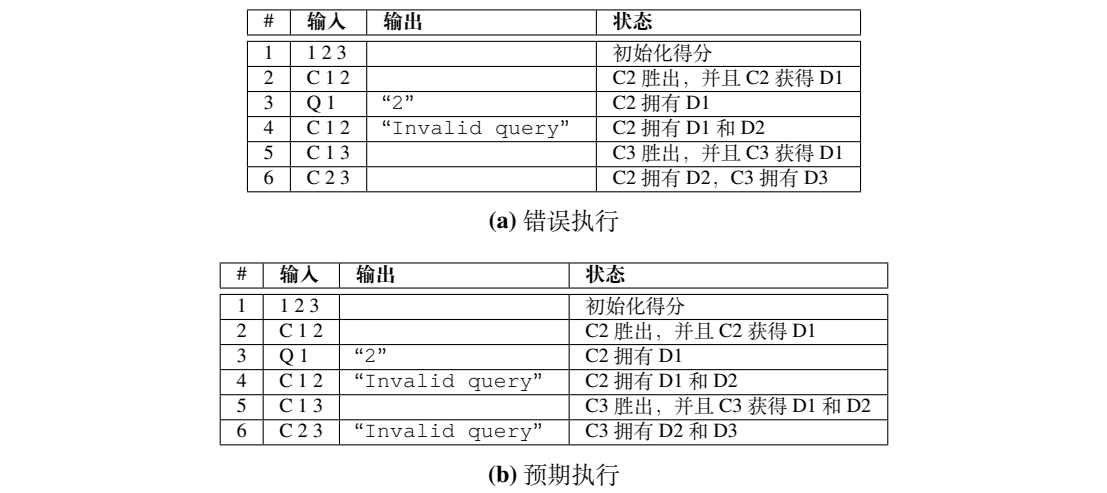 # 输入 输出 状态
1 1 2 3 初始化得分
2 C 1 2 C2 胜出，并且 C2 获得 D1
3 Q 1 “2” C2 拥有 D1
4 C 1 2 “Invalid query” C2 拥有 D1 和 D2
5 C 1 3 C3 胜出，并且 C3 获得 D1
6 C 2 3 C2 拥有 D2，C3 拥有 D3
(a) 错误执行
# 输入 输出 状态
1 1 2 3 初始化得分
2 C 1 2 C2 胜出，并且 C2 获得 D1
3 Q 1 “2” C2 拥有 D1
4 C 1 2 “Invalid query” C2 拥有 D1 和 D2
5 C 1 3 C3 胜出，并且 C3 获得 D1 和 D2
6 C 2 3 “Invalid query” C3 拥有 D2 和 D3
(b) 预期执行